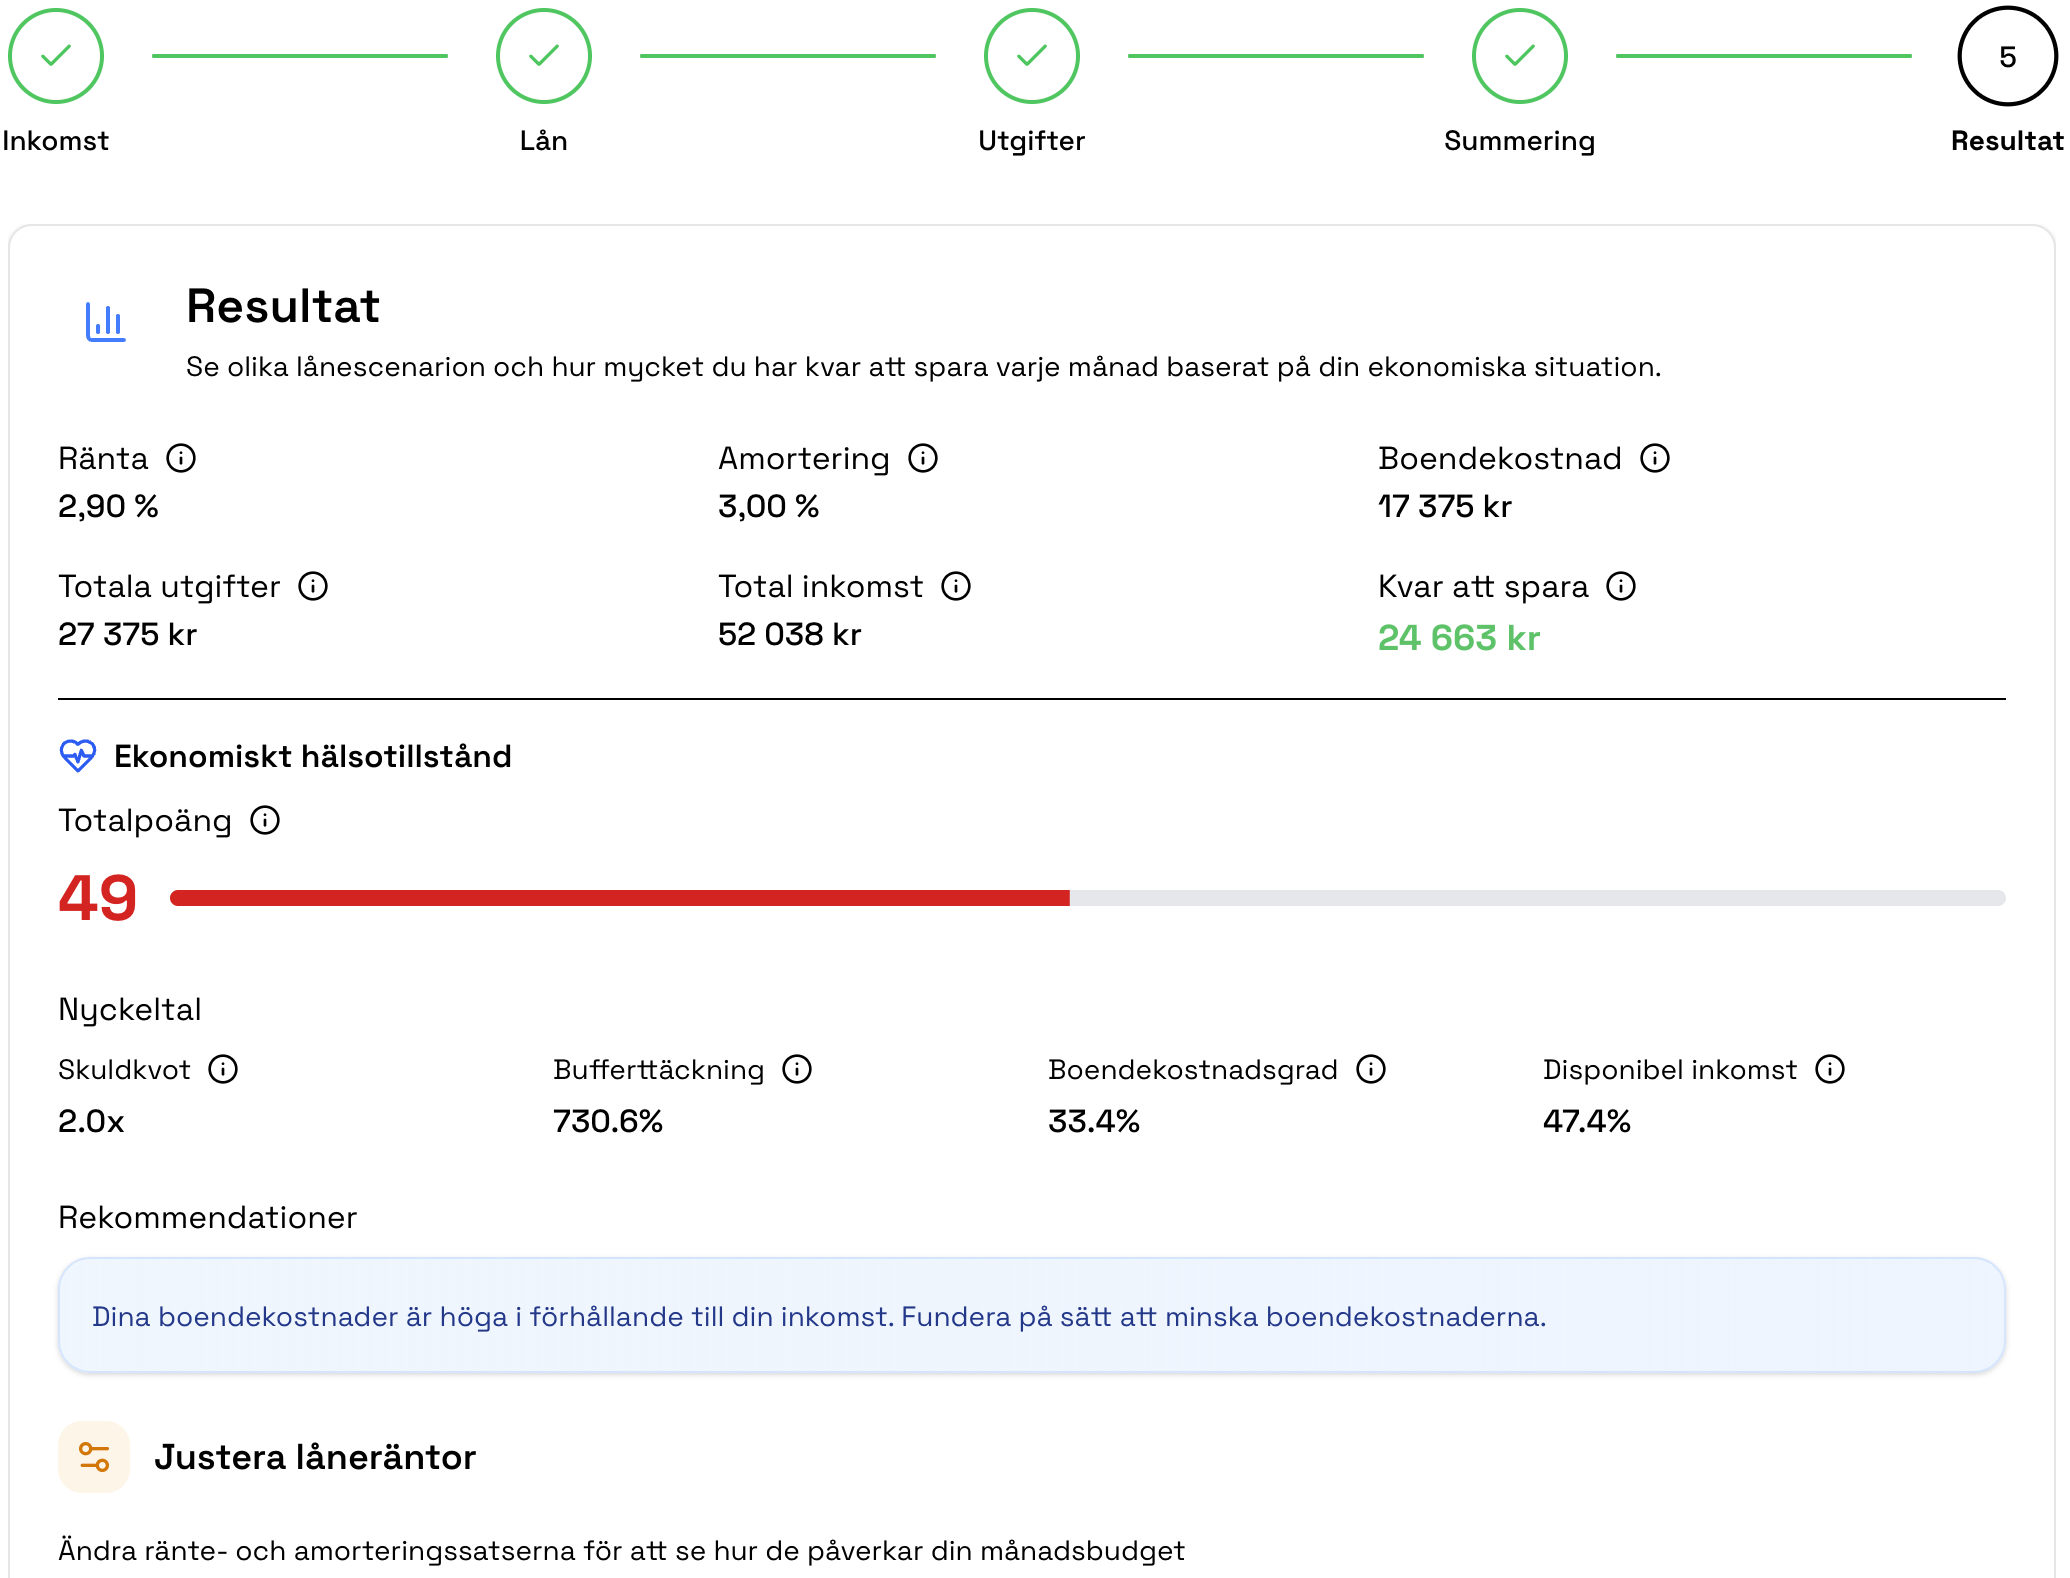 5
Inkomst
Lån
Utgifter
Summering
Resultat
Resultat
Se olika lånescenarion och hur mycket du har kvar att spara varje månad baserat på din ekonomiska situation.
Ränta
2,90 %
Amortering
3,00 %
Boendekostnad
17 375 kr
Totala utgifter
27 375 kr
Total inkomst
52 038 kr
Kvar att spara
24 663 kr
Ekonomiskt hälsotillstånd
Totalpoäng
49
Nyckeltal
Skuldkvot
2.0x
Bufferttäckning
730.6%
Boendekostnadsgrad
33.4%
Disponibel inkomst
47.4%
Rekommendationer
Dina boendekostnader är höga i förhållande till din inkomst. Fundera på sätt att minska boendekostnaderna.
Justera låneräntor
Ändra ränte- och amorteringssatserna för att se hur de påverkar din månadsbudget